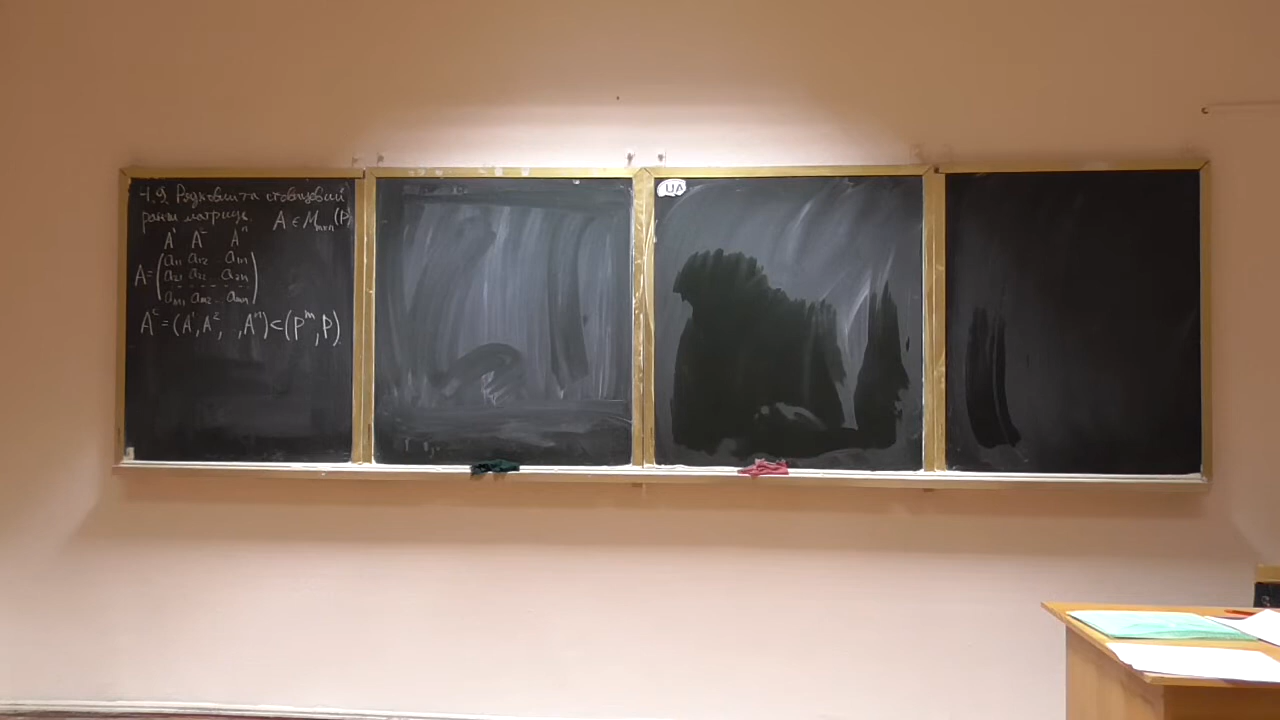 4.9. Рядковий та стовпцевий
ранги матриць. A ∈ M_{m×n}(P)
A¹ A² Aⁿ
A = (a₁₁ a₁₂ ... a₁ₙ
a₂₁ a₂₂ ... a₂ₙ
- - - - - - -
aₘ₁ aₘ₂ ... aₘₙ)
Aᶜ = (A¹, A², ..., Aⁿ) ⊂ (Pᵐ, P).
UA